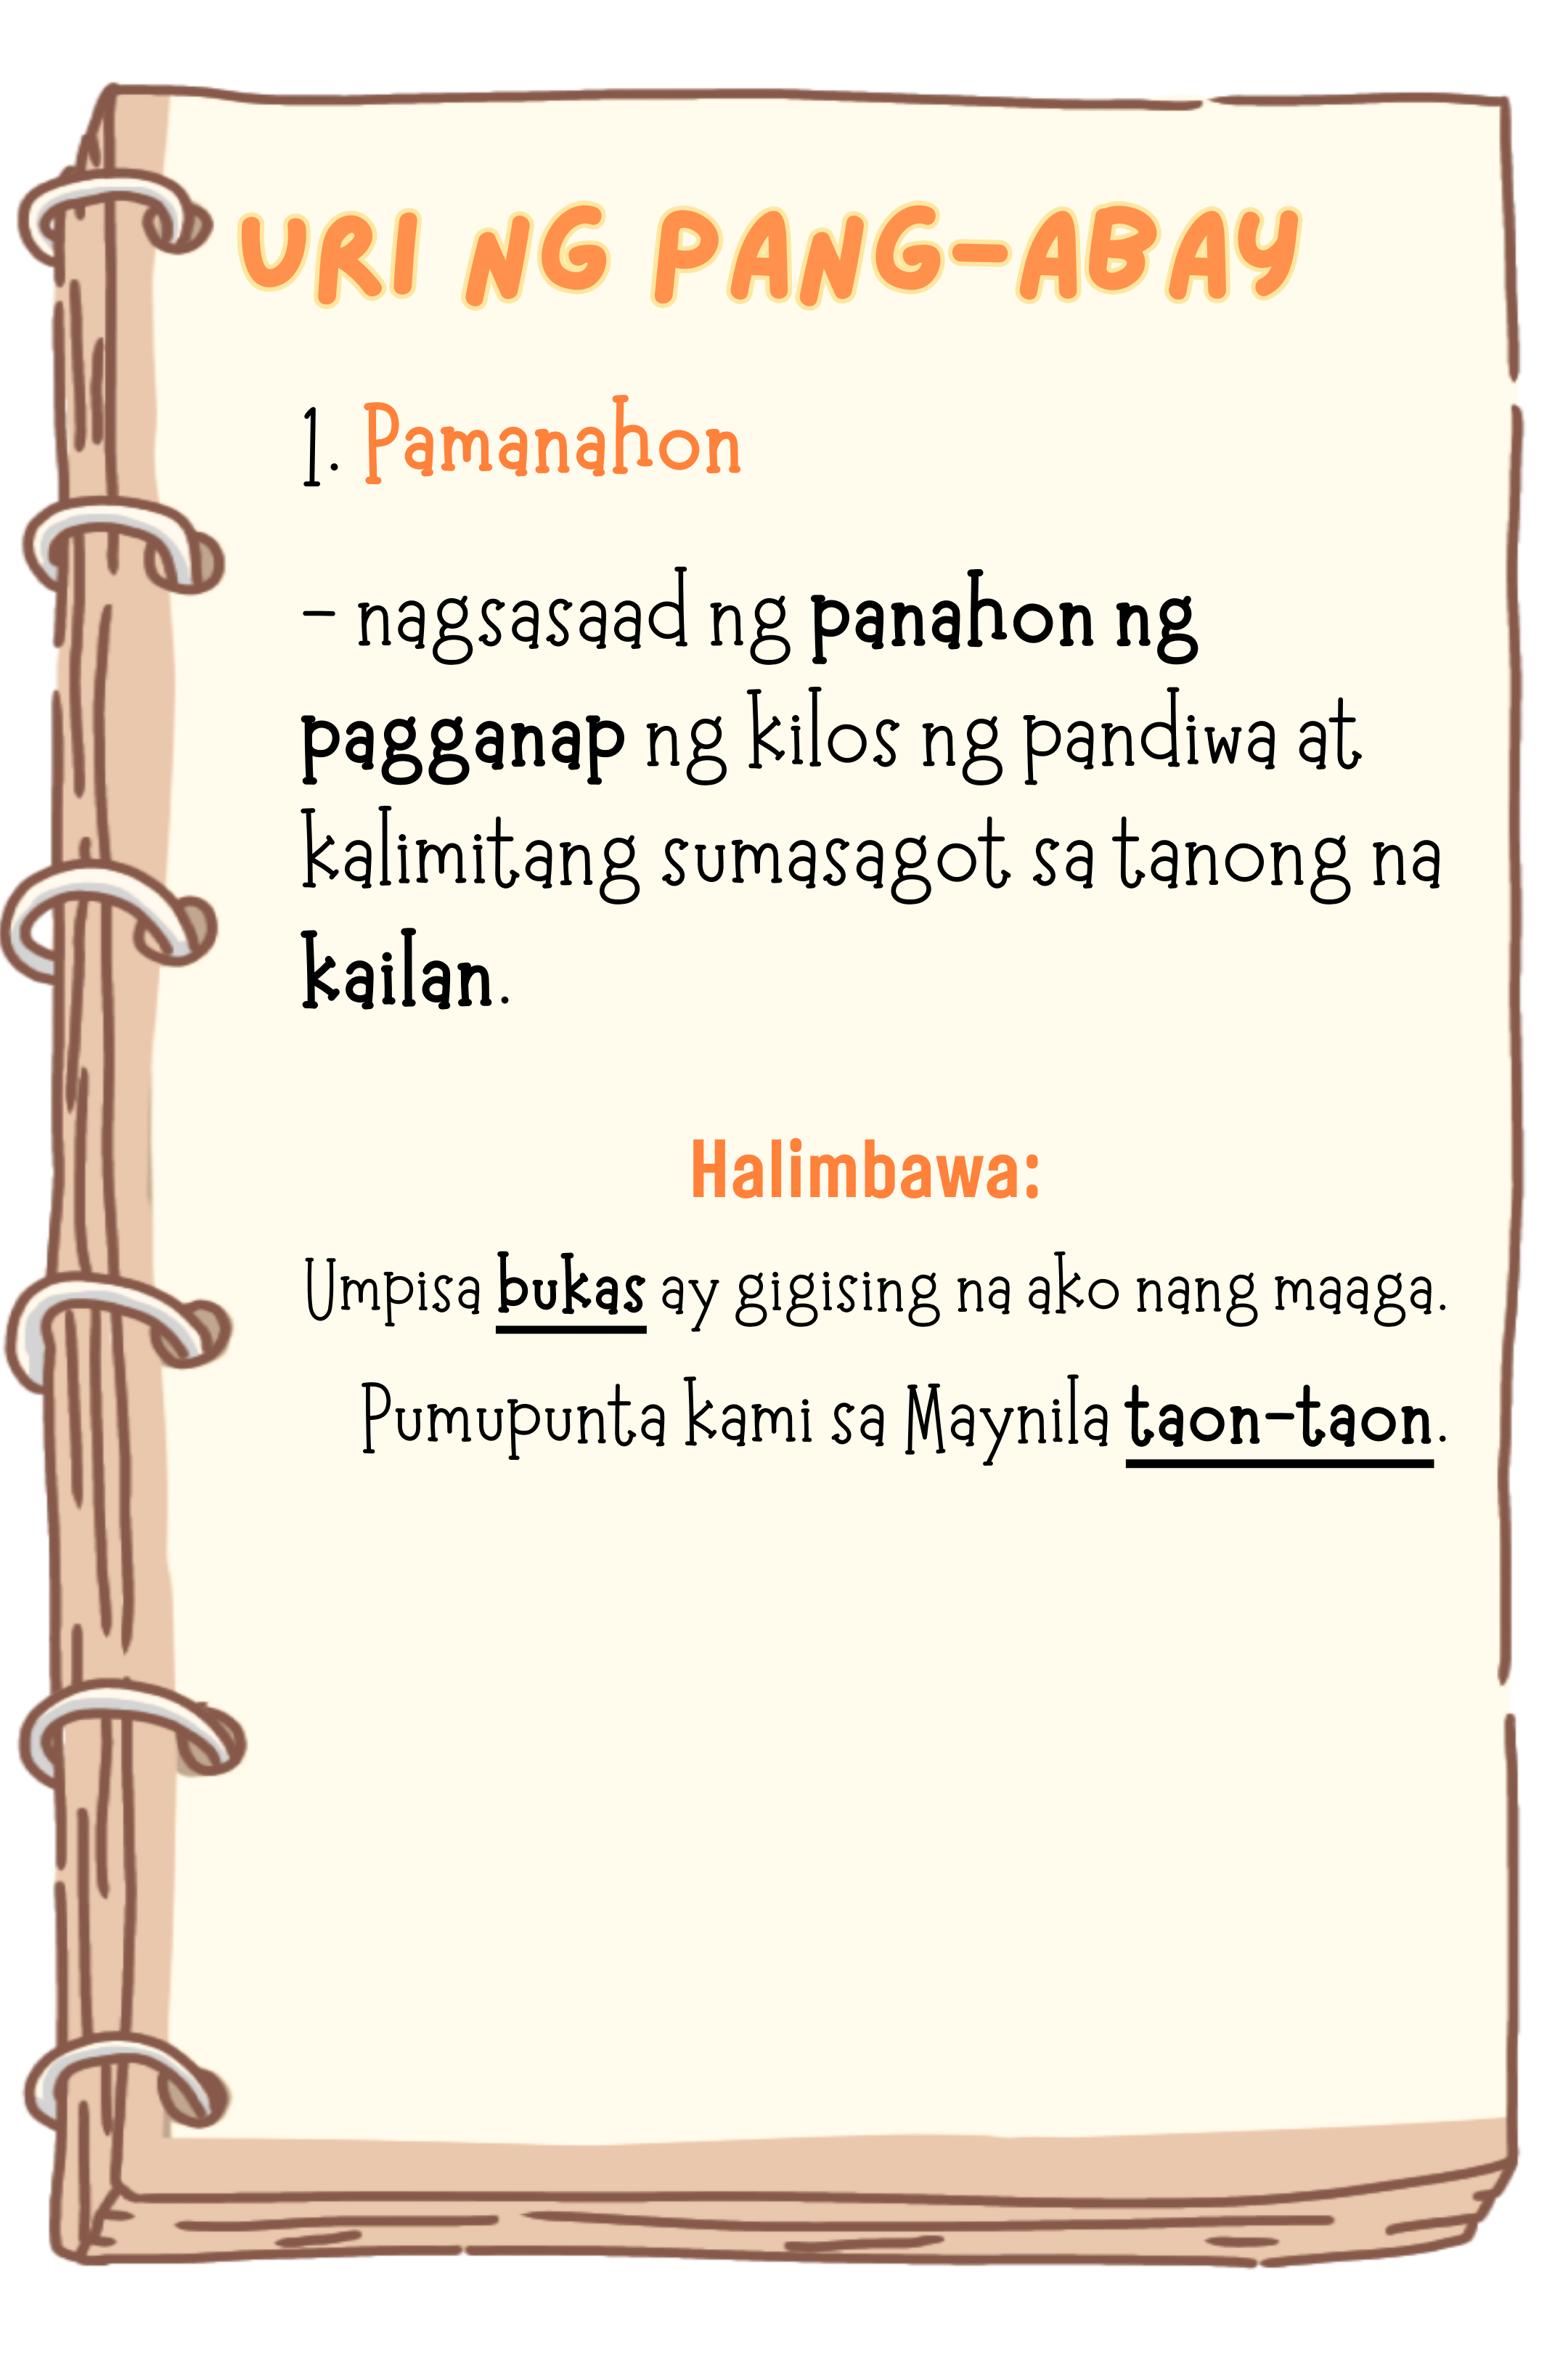 URI NG PANG-ABAY
1. Pamanahon
- nagsasaad ng panahon ng
pagganap ng kilos ng pandiwa at
kalimitang sumasagot sa tanong na
kailan.
Halimbawa:
Umpisa bukas ay gigising na ako nang maaga.
Pumupunta kami sa Maynila taon-taon.